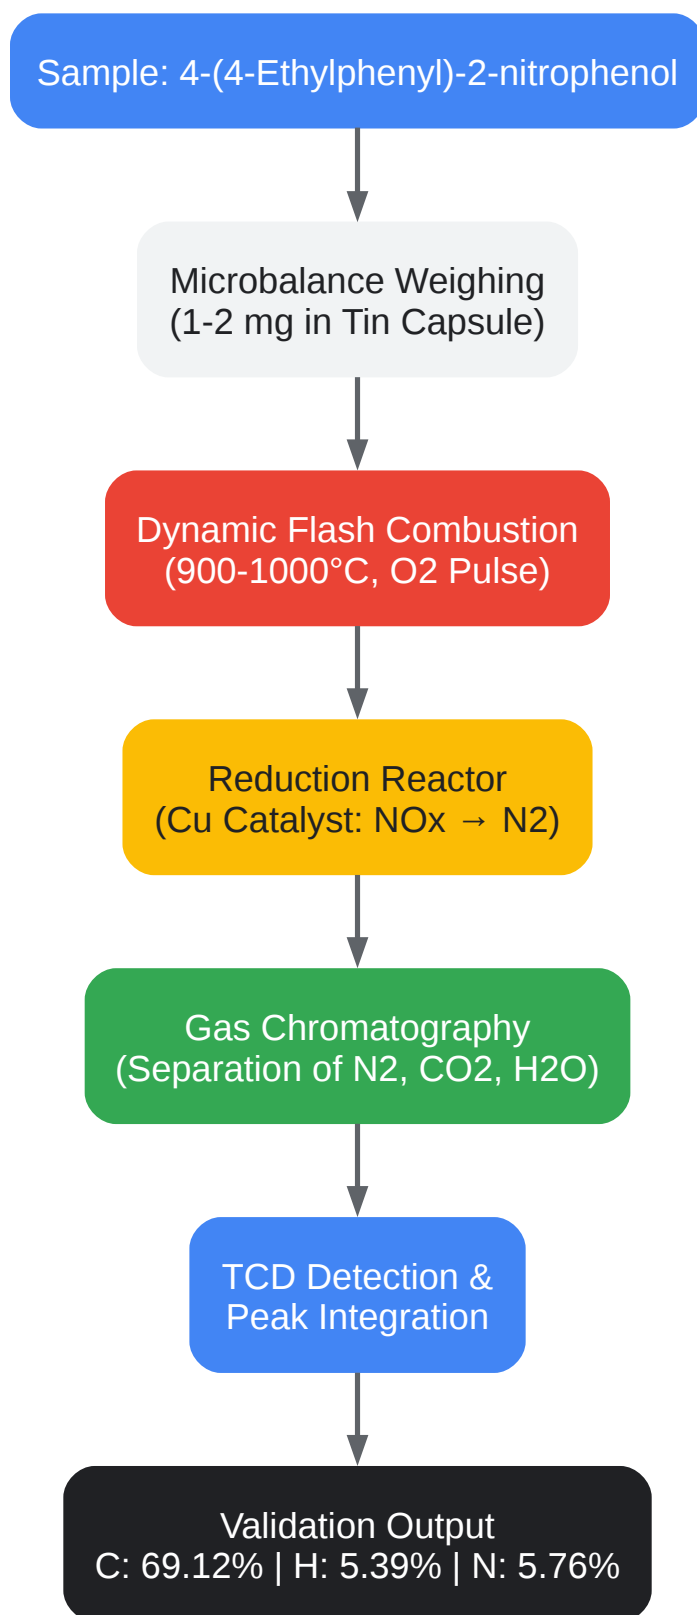 Sample: 4-(4-Ethylphenyl)-2-nitrophenol
Microbalance Weighing
(1-2 mg in Tin Capsule)
Dynamic Flash Combustion
(900-1000°C, O2 Pulse)
Reduction Reactor
(Cu Catalyst: NOx → N2)
Gas Chromatography
(Separation of N2, CO2, H2O)
TCD Detection &
Peak Integration
Validation Output
C: 69.12% | H: 5.39% | N: 5.76%